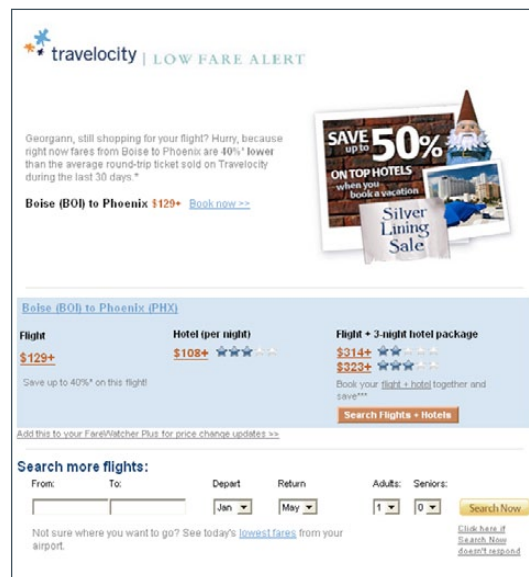 travelocity | LOW FARE ALERT
Georgann, still shopping for your flight? Hurry, because
right now fares from Boise to Phoenix are 40%* lower
than the average round-trip ticket sold on Travelocity
during the last 30 days.*
Boise (BOI) to Phoenix $129+ Book now >>
SAVE
up to 50%
ON TOP HOTELS
when you
book a vacation
Silver
Lining
Sale
Boise (BOI) to Phoenix (PHX)
Flight Hotel (per night) Flight + 3-night hotel package
$129+ $108+ $314+
$323+
Save up to 40%* on this flight! Book your flight + hotel together and
save***
Search Flights + Hotels
Add this to your FareWatcher Plus for price change updates >>
Search more flights:
From: To: Depart Return Adults: Seniors:
Jan May 1 0 Search Now
Not sure where you want to go? See today's lowest fares from your
airport.
Click here if
Search Now
doesn't respond